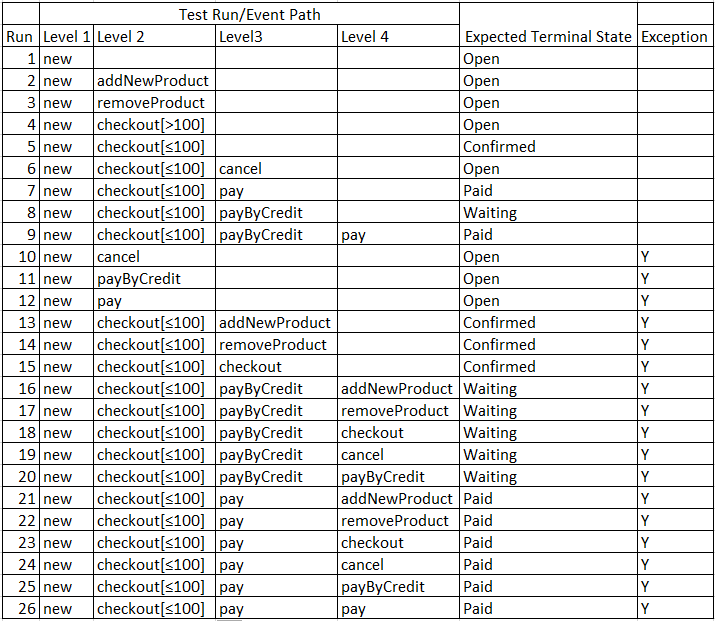 Test Run/Event Path
Run Level 1 Level 2 Level3 Level 4 Expected Terminal State Exception
1 new Open
2 new addNewProduct Open
3 new removeProduct Open
4 new checkout[>100] Open
5 new checkout[≤100] Confirmed
6 new checkout[≤100] cancel Open
7 new checkout[≤100] pay Paid
8 new checkout[≤100] payByCredit Waiting
9 new checkout[≤100] payByCredit pay Paid
10 new cancel Open Y
11 new payByCredit Open Y
12 new pay Open Y
13 new checkout[≤100] addNewProduct Confirmed Y
14 new checkout[≤100] removeProduct Confirmed Y
15 new checkout[≤100] checkout Confirmed Y
16 new checkout[≤100] payByCredit addNewProduct Waiting Y
17 new checkout[≤100] payByCredit removeProduct Waiting Y
18 new checkout[≤100] payByCredit checkout Waiting Y
19 new checkout[≤100] payByCredit cancel Waiting Y
20 new checkout[≤100] payByCredit payByCredit Waiting Y
21 new checkout[≤100] pay addNewProduct Paid Y
22 new checkout[≤100] pay removeProduct Paid Y
23 new checkout[≤100] pay checkout Paid Y
24 new checkout[≤100] pay cancel Paid Y
25 new checkout[≤100] pay payByCredit Paid Y
26 new checkout[≤100] pay pay Paid Y